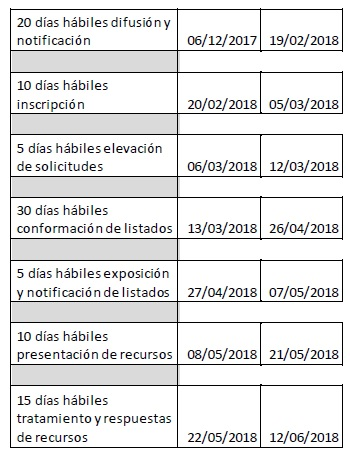 20 días hábiles difusión y
notificación 06/12/2017 19/02/2018
10 días hábiles
inscripción 20/02/2018 05/03/2018
5 días hábiles elevación
de solicitudes 06/03/2018 12/03/2018
30 días hábiles
conformación de listados 13/03/2018 26/04/2018
5 días hábiles exposición
y notificación de listados 27/04/2018 07/05/2018
10 días hábiles
presentación de recursos 08/05/2018 21/05/2018
15 días hábiles
tratamiento y respuestas
de recursos 22/05/2018 12/06/2018